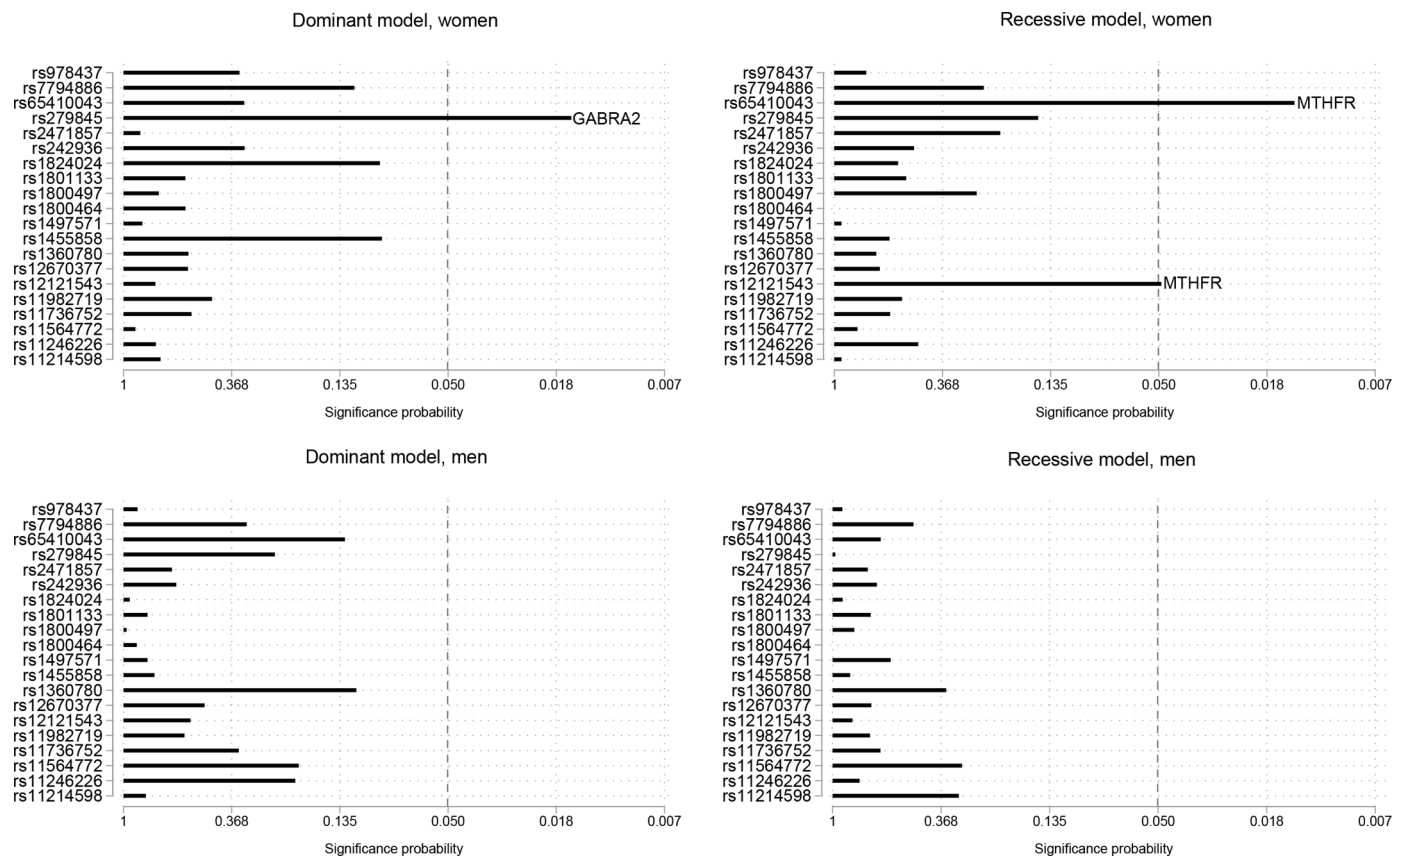 Dominant model, women
rs978437
rs7794886
rs65410043
rs279845
GABRA2
rs2471857
rs242936
rs1824024
rs1801133
rs1800497
rs1800464
rs1497571
rs1455858
rs1360780
rs12670377
rs12121543
rs11982719
rs11736752
rs11564772
rs11246226
rs11214598
1 0.368 0.135 0.050 0.018 0.007
Significance probability
Recessive model, women
rs978437
rs7794886
rs65410043
MTHFR
rs279845
rs2471857
rs242936
rs1824024
rs1801133
rs1800497
rs1800464
rs1497571
rs1455858
rs1360780
rs12670377
rs12121543
MTHFR
rs11982719
rs11736752
rs11564772
rs11246226
rs11214598
1 0.368 0.135 0.050 0.018 0.007
Significance probability
Dominant model, men
rs978437
rs7794886
rs65410043
rs279845
rs2471857
rs242936
rs1824024
rs1801133
rs1800497
rs1800464
rs1497571
rs1455858
rs1360780
rs12670377
rs12121543
rs11982719
rs11736752
rs11564772
rs11246226
rs11214598
1 0.368 0.135 0.050 0.018 0.007
Significance probability
Recessive model, men
rs978437
rs7794886
rs65410043
rs279845
rs2471857
rs242936
rs1824024
rs1801133
rs1800497
rs1800464
rs1497571
rs1455858
rs1360780
rs12670377
rs12121543
rs11982719
rs11736752
rs11564772
rs11246226
rs11214598
1 0.368 0.135 0.050 0.018 0.007
Significance probability